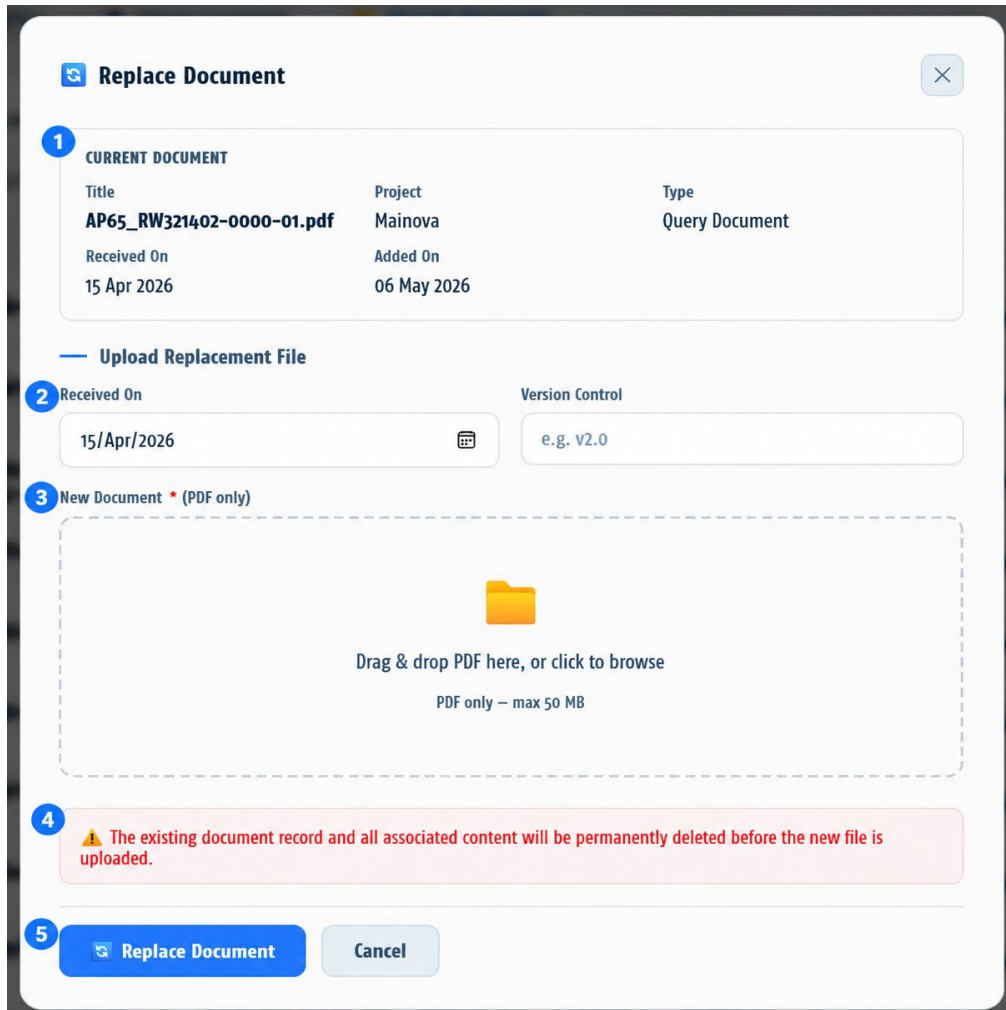 Replace Document
1
CURRENT DOCUMENT
Title Project Type
AP65_RW321402-0000-01.pdf Mainova Query Document
Received On Added On
15 Apr 2026 06 May 2026
Upload Replacement File
2 Received On Version Control
15/Apr/2026 e.g. v2.0
3 New Document * (PDF only)
Drag & drop PDF here, or click to browse
PDF only – max 50 MB
4
The existing document record and all associated content will be permanently deleted before the new file is
uploaded.
5
Replace Document Cancel